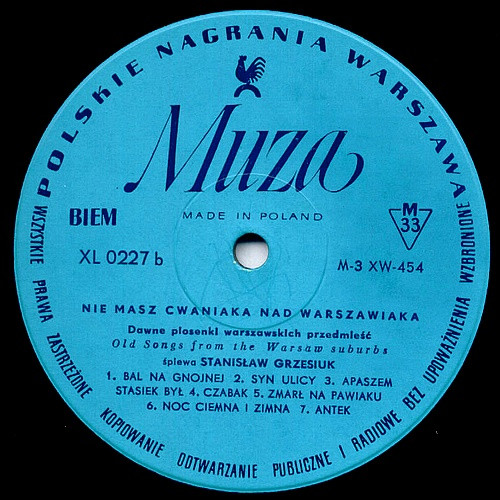 POLSKIE NAGRANIA WARSZAWA
Muza
MADE IN POLAND
BIEM
M
33
XL 0227 b
M-3 XW-454
NIE MASZ CWANIAKA NAD WARSZAWIAKA
Dawne piosenki warszawskich przedmieść
Old Songs from the Warsaw suburbs
śpiewa STANISŁAW GRZESIUK
1. BAL NA GNOJNEJ 2. SYN ULICY 3. APASZEM
STASIEK BYŁ 4. CZABAK 5. ZMARŁ NA PAWIAKU
6. NOC CIEMNA I ZIMNA 7. ANTEK
WSZYSTKIE PRAWA ZASTRZEŻONE KOPIOWANIE ODTWARZANIE PUBLICZNE I RADIOWE BEZ UPOWAŻNIENIA WZBRONIONE